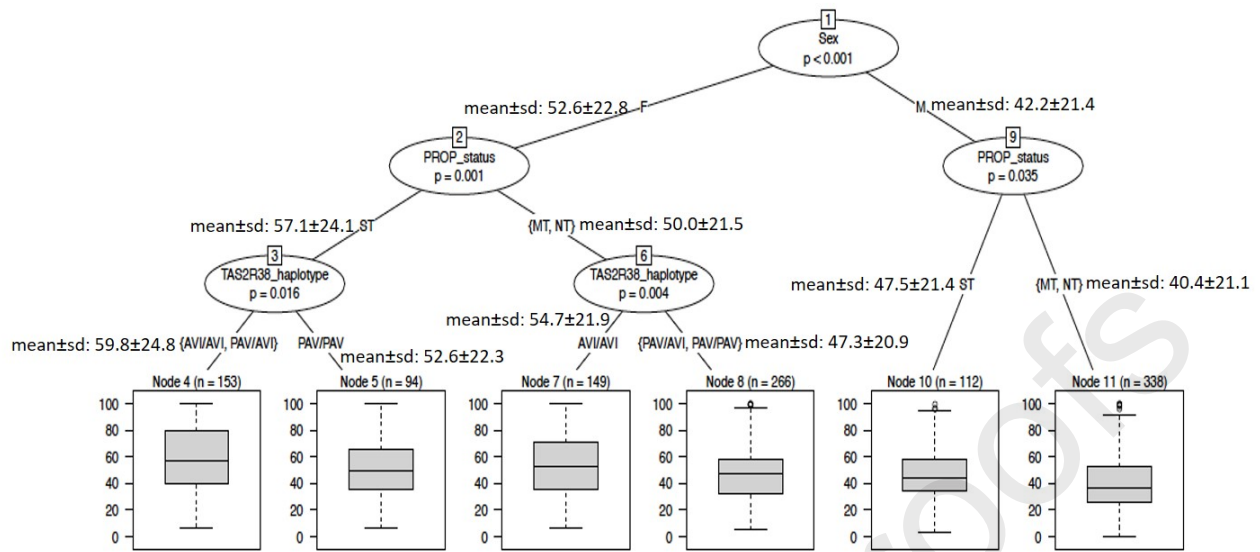 1
Sex
p < 0.001
mean±sd: 52.6±22.8 F
M mean±sd: 42.2±21.4
2
PROP_status
p = 0.001
9
PROP_status
p = 0.035
mean±sd: 57.1±24.1 ST
{MT, NT} mean±sd: 50.0±21.5
3
TAS2R38_haplotype
p = 0.016
6
TAS2R38_haplotype
p = 0.004
mean±sd: 47.5±21.4 ST
{MT, NT} mean±sd: 40.4±21.1
mean±sd: 59.8±24.8 {AVI/AVI, PAV/AVI}
PAV/PAV
mean±sd: 52.6±22.3
mean±sd: 54.7±21.9
AVI/AVI
{PAV/AVI, PAV/PAV} mean±sd: 47.3±20.9
Node 4 (n = 153)
100
80
60
40
20
0
Node 5 (n = 94)
100
80
60
40
20
0
Node 7 (n = 149)
100
80
60
40
20
0
Node 8 (n = 266)
100
80
60
40
20
0
Node 10 (n = 112)
100
80
60
40
20
0
Node 11 (n = 338)
100
80
60
40
20
0
oofs